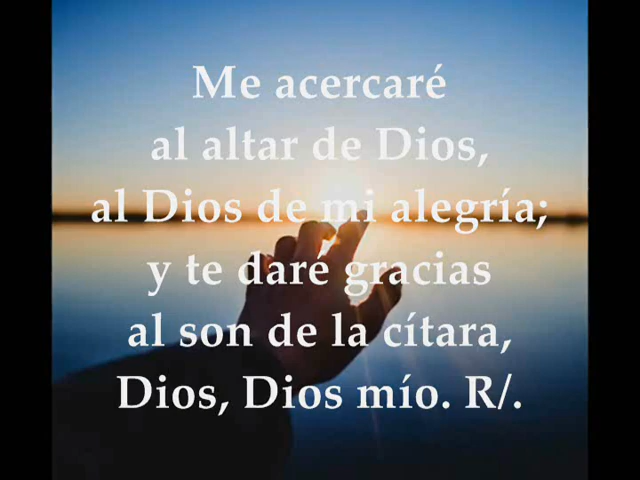 Me acercaré
al altar de Dios,
al Dios de mi alegría;
y te daré gracias
al son de la cítara,
Dios, Dios mío. R/.